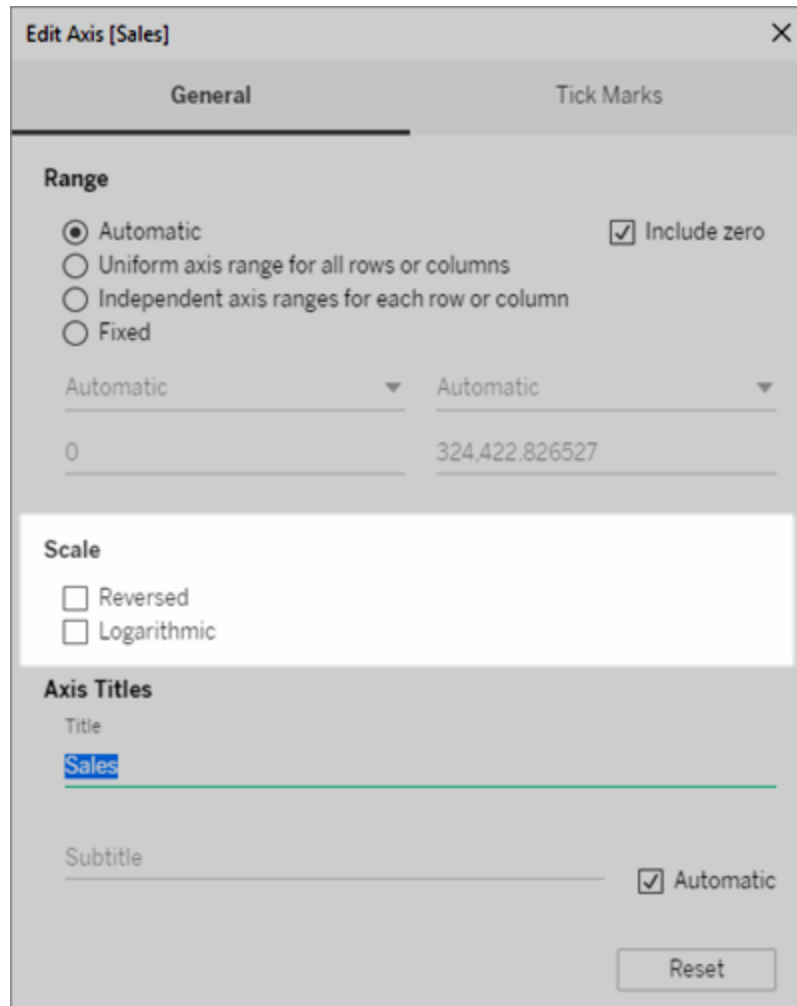 Edit Axis [Sales]
General Tick Marks
Range
Automatic Include zero
Uniform axis range for all rows or columns
Independent axis ranges for each row or column
Fixed
Automatic Automatic
0 324,422.826527
Scale
Reversed
Logarithmic
Axis Titles
Title
Sales
Subtitle
Automatic
Reset